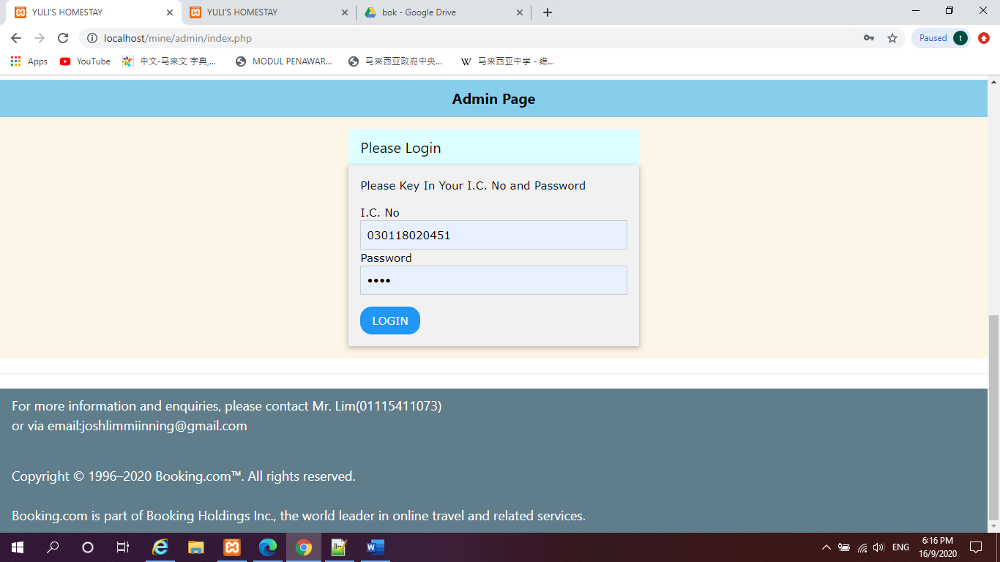 YULI'S HOMESTAY
YULI'S HOMESTAY
bok - Google Drive
localhost/mine/admin/index.php
Paused
t
Apps
YouTube
中文-马来文 字典,...
MODUL PENAWAR...
马来西亚政府中央...
W
马来西亚中学 - 维...
Admin Page
Please Login
Please Key In Your I.C. No and Password
I.C. No
030118020451
Password
••••
LOGIN
For more information and enquiries, please contact Mr. Lim(01115411073)
or via email:joshlimmiinning@gmail.com
Copyright © 1996–2020 Booking.com™. All rights reserved.
Booking.com is part of Booking Holdings Inc., the world leader in online travel and related services.
ENG
6:16 PM
16/9/2020